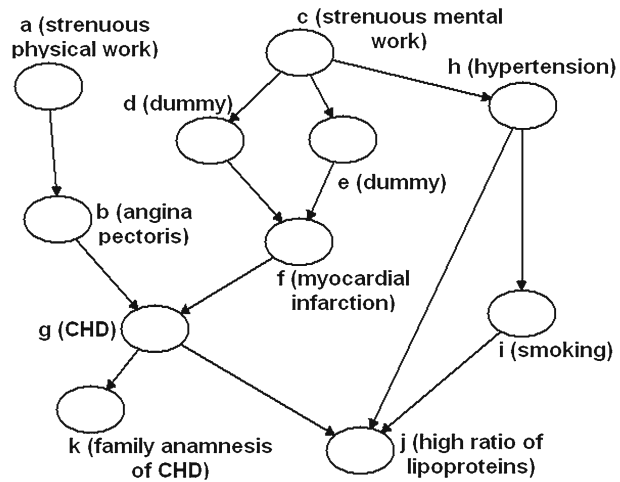 a (strenuous
physical work)
c (strenuous mental
work)
h (hypertension)
d (dummy)
e (dummy)
b (angina
pectoris)
f (myocardial
infarction)
g (CHD)
i (smoking)
k (family anamnesis
of CHD)
j (high ratio of
lipoproteins)